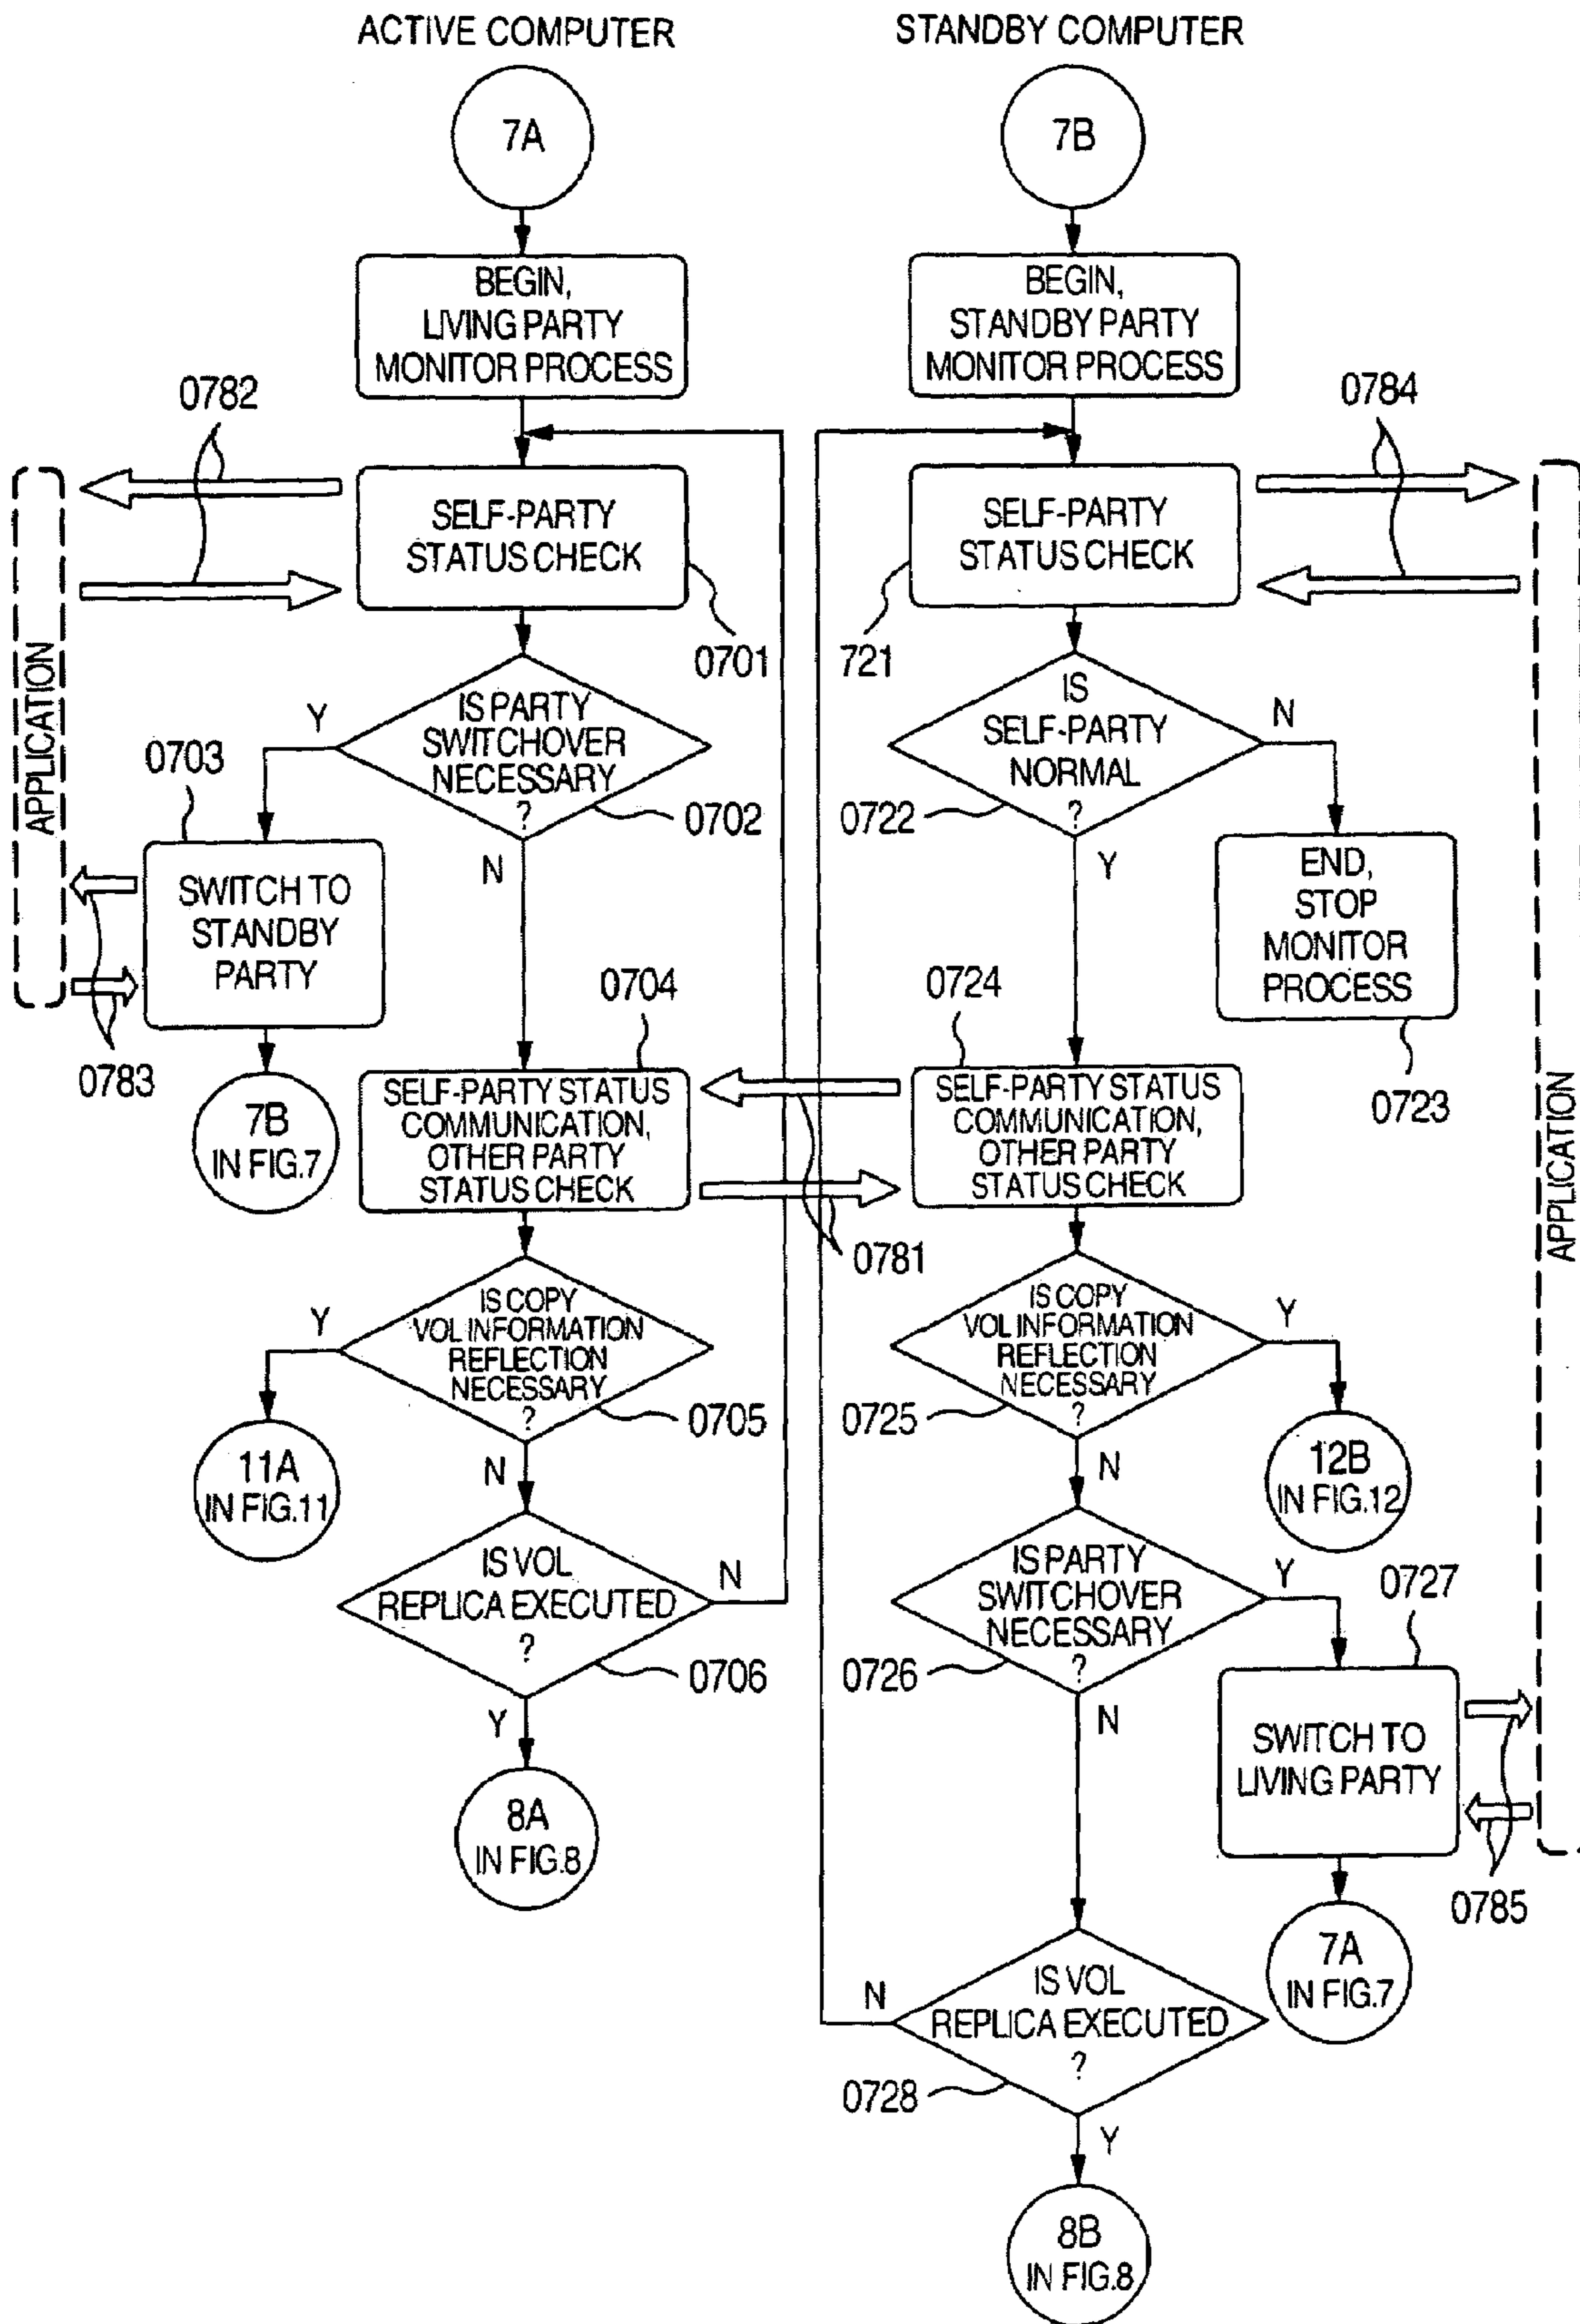 ACTIVE COMPUTER
STANDBY COMPUTER
7A
7B
BEGIN,
LIVING PARTY
MONITOR PROCESS
BEGIN,
STANDBY PARTY
MONITOR PROCESS
0782
0784
SELF-PARTY
STATUS CHECK
SELF-PARTY
STATUS CHECK
0701
721
APPLICATION
Y
IS PARTY
SWITCHOVER
NECESSARY
?
0702
IS
SELF-PARTY
NORMAL
?
N
0722
0703
N
Y
SWITCH TO
STANDBY
PARTY
END,
STOP
MONITOR
PROCESS
0783
0704
0724
0723
7B
IN FIG.7
SELF-PARTY STATUS
COMMUNICATION,
OTHER PARTY
STATUS CHECK
SELF-PARTY STATUS
COMMUNICATION,
OTHER PARTY
STATUS CHECK
0781
APPLICATION
Y
IS COPY
VOL INFORMATION
REFLECTION
NECESSARY
?
0705
IS COPY
VOL INFORMATION
REFLECTION
NECESSARY
?
Y
0725
11A
IN FIG.11
N
N
12B
IN FIG.12
IS VOL
REPLICA EXECUTED
?
N
0706
IS PARTY
SWITCHOVER
NECESSARY
?
Y
0727
0726
Y
N
SWITCH TO
LIVING PARTY
8A
IN FIG.8
0785
7A
IN FIG.7
N
IS VOL
REPLICA EXECUTED
?
0728
Y
8B
IN FIG.8